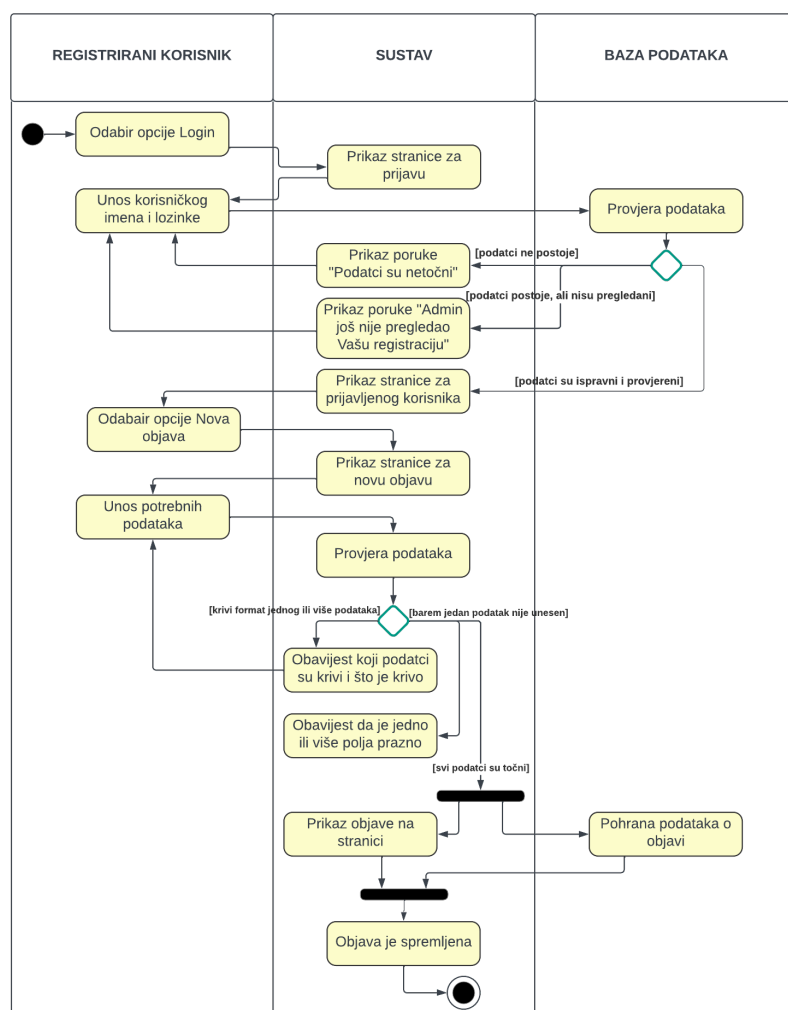 REGISTRIRANI KORISNIK
SUSTAV
BAZA PODATAKA
Odabir opcije Login
Prikaz stranice za
prijavu
Unos korisničkog
imena i lozinke
Provjera podataka
[podatci ne postoje]
Prikaz poruke
"Podatci su netočni"
[podatci postoje, ali nisu pregledani]
Prikaz poruke "Admin
još nije pregledao
Vašu registraciju"
[podatci su ispravni i provjereni]
Prikaz stranice za
prijavljenog korisnika
Odabair opcije Nova
objava
Prikaz stranice za
novu objavu
Unos potrebnih
podataka
Provjera podataka
[krivi format jednog ili više podataka]
[barem jedan podatak nije unesen]
Obavijest koji podatci
su krivi i što je krivo
Obavijest da je jedno
ili više polja prazno
[svi podatci su točni]
Prikaz objave na
stranici
Pohrana podataka o
objavi
Objava je spremljena